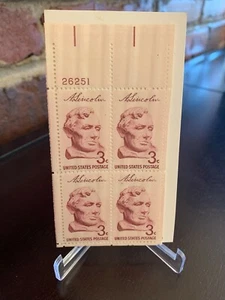 26251
A. Lincoln A. Lincoln
3¢ 3¢
UNITED STATES POSTAGE UNITED STATES POSTAGE
A. Lincoln A. Lincoln
3¢ 3¢
UNITED STATES POSTAGE UNITED STATES POSTAGE